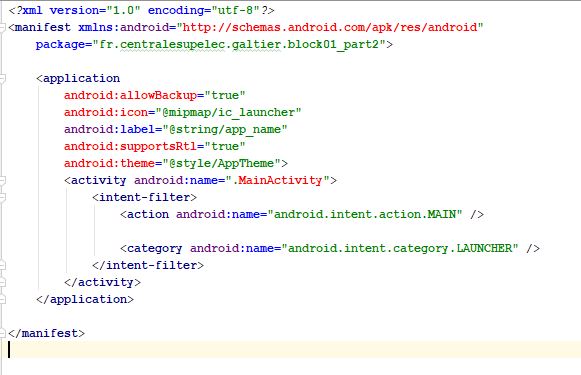 <?xml version="1.0" encoding="utf-8"?>
<manifest xmlns:android="http://schemas.android.com/apk/res/android"
    package="fr.centralesupelec.galtier.block01_part2">

    <application
        android:allowBackup="true"
        android:icon="@mipmap/ic_launcher"
        android:label="@string/app_name"
        android:supportsRtl="true"
        android:theme="@style/AppTheme">
        <activity android:name=".MainActivity">
            <intent-filter>
                <action android:name="android.intent.action.MAIN" />

                <category android:name="android.intent.category.LAUNCHER" />
            </intent-filter>
        </activity>
    </application>

</manifest>